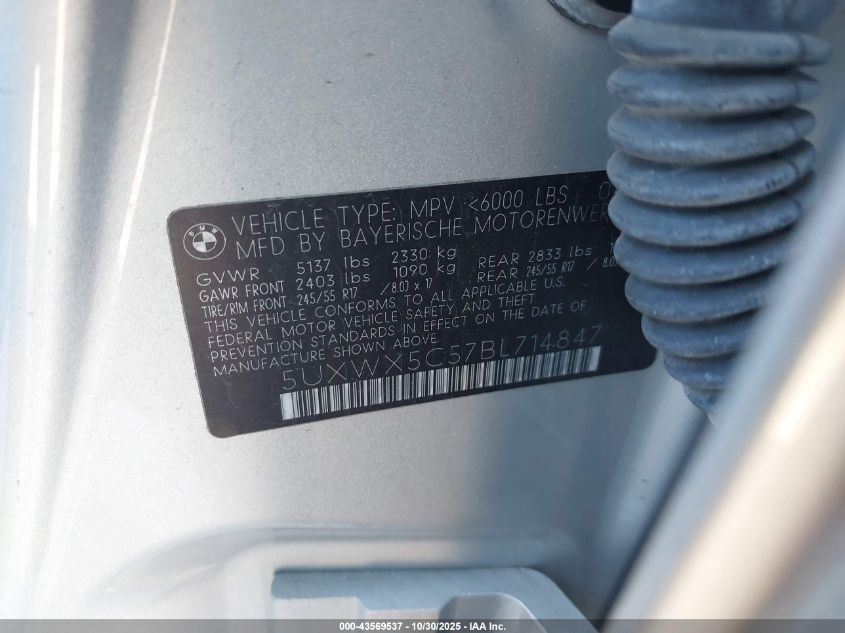 BMW
VEHICLE TYPE: MPV <6000 LBS
MFD BY BAYERISCHE MOTORENWER
GVWR 5137 lbs 2330 kg
GAWR FRONT 2403 lbs 1090 kg REAR 2833 lbs
TIRE/RIM FRONT 245/55 R17 /8.0J x 17 REAR 245/55 R17 /
THIS VEHICLE CONFORMS TO ALL APPLICABLE U.S.
FEDERAL MOTOR VEHICLE SAFETY AND THEFT
PREVENTION STANDARDS IN EFFECT ON THE DATE OF
MANUFACTURE SHOWN ABOVE.
5UXWX5C57BL714847
000-43569537 - 10/30/2025 - IAA Inc.